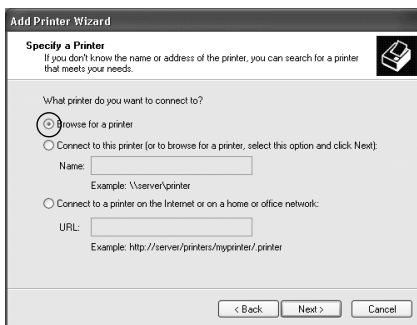 Add Printer Wizard
Specify a Printer
If you don't know the name or address of the printer, you can search for a printer
that meets your needs.
What printer do you want to connect to?
Browse for a printer
Connect to this printer (or to browse for a printer, select this option and click Next):
Name:
Example: \\server\printer
Connect to a printer on the Internet or on a home or office network:
URL:
Example: http://server/printers/myprinter/.printer
< Back Next > Cancel